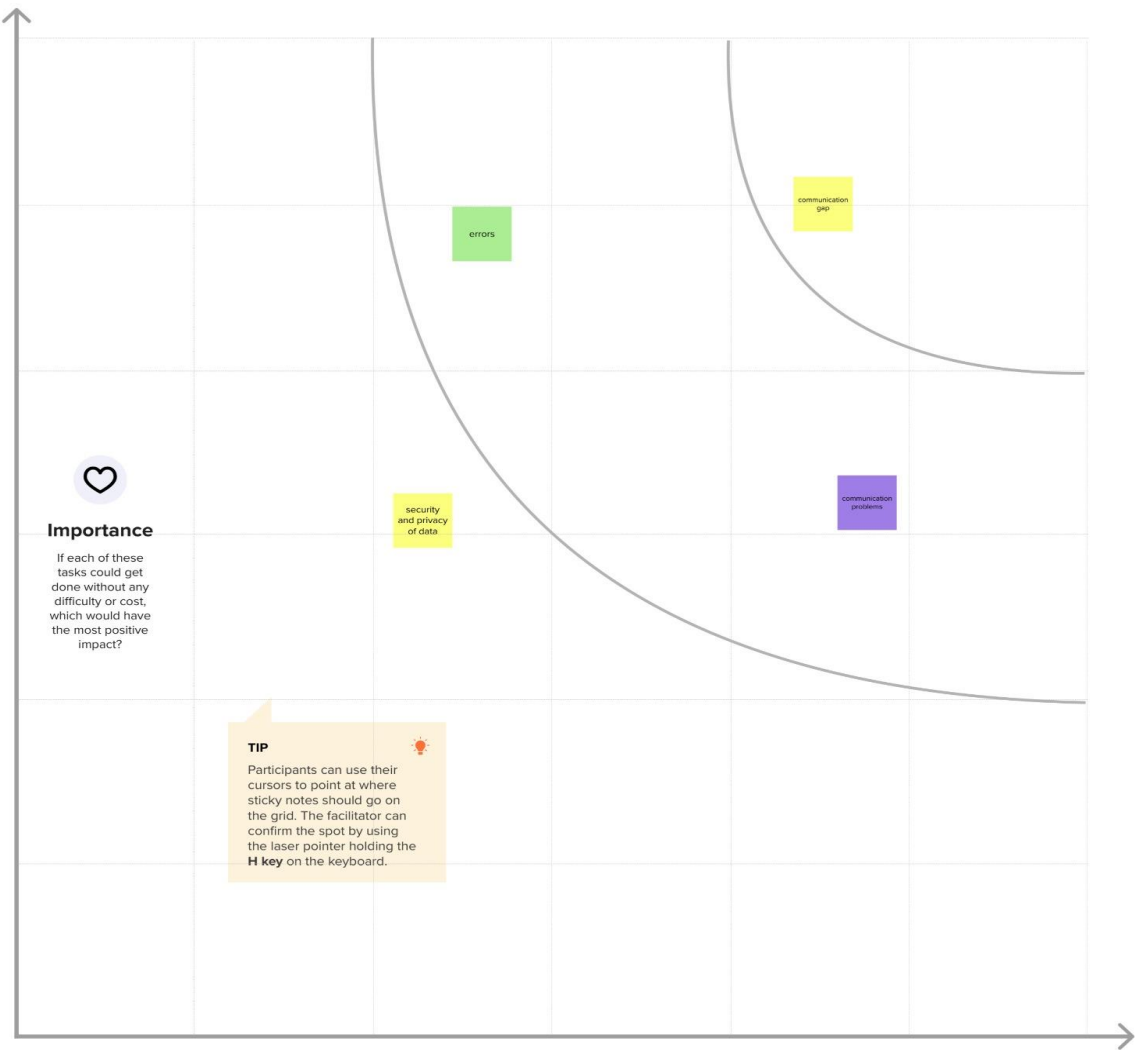 communication
gap
errors
communication
problems
security
and privacy
of data
Importance
If each of these
tasks could get
done without any
difficulty or cost,
which would have
the most positive
impact?
TIP
Participants can use their
cursors to point at where
sticky notes should go on
the grid. The facilitator can
confirm the spot by using
the laser pointer holding the
H key on the keyboard.